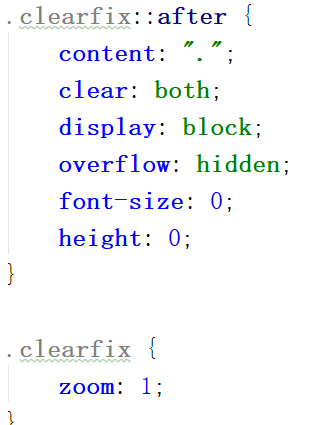 .clearfix::after {
content: ".";
clear: both;
display: block;
overflow: hidden;
font-size: 0;
height: 0;
}
.clearfix {
zoom: 1;
}